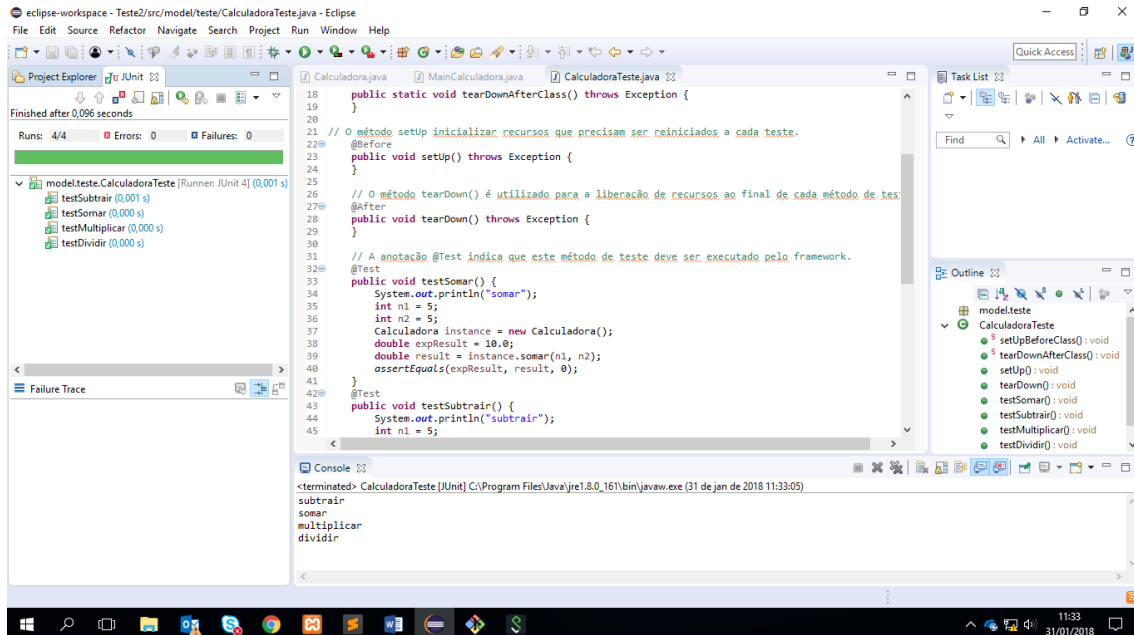 eclipse-workspace - Teste2/src/model/teste/CalculadoraTeste.java - Eclipse
File Edit Source Refactor Navigate Search Project Run Window Help
Quick Access
Project Explorer JUnit
Finished after 0,096 seconds
Runs: 4/4 Errors: 0 Failures: 0
model.teste.CalculadoraTeste [Runner: JUnit 4] (0,001 s)
testSubtrair (0,001 s)
testSomar (0,000 s)
testMultiplicar (0,000 s)
testDividir (0,000 s)
Failure Trace
Calculadora.java MainCalculadora.java CalculadoraTeste.java
18 public static void tearDownAfterClass() throws Exception {
19 }
20
21 // O método setUp inicializar recursos que precisam ser reiniciados a cada teste.
22 @Before
23 public void setUp() throws Exception {
24 }
25
26 // O método tearDown() é utilizado para a liberação de recursos ao final de cada método de tes
27 @After
28 public void tearDown() throws Exception {
29 }
30
31 // A anotação @Test indica que este método de teste deve ser executado pelo framework.
32 @Test
33 public void testSomar() {
34 System.out.println("somar");
35 int n1 = 5;
36 int n2 = 5;
37 Calculadora instance = new Calculadora();
38 double expResult = 10.0;
39 double result = instance.somar(n1, n2);
40 assertEquals(expResult, result, 0);
41 }
42 @Test
43 public void testSubtrair() {
44 System.out.println("subtrair");
45 int n1 = 5;
Task List
Find All Activate...
Outline
model.teste
CalculadoraTeste
setUpBeforeClass() : void
tearDownAfterClass() : void
setUp() : void
tearDown() : void
testSomar() : void
testSubtrair() : void
testMultiplicar() : void
testDividir() : void
Console
<terminated> CalculadoraTeste [JUnit] C:\Program Files\Java\jre1.8.0_161\bin\javaw.exe (31 de jan de 2018 11:33:05)
subtrair
somar
multiplicar
dividir
11:33
31/01/2018